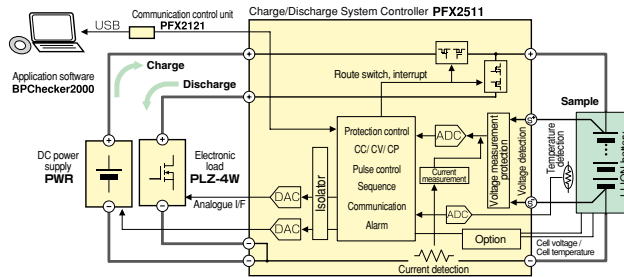 Charge/Discharge System Controller PFX2511
Communication control unit
PFX2121
USB
Application software
BPChecker2000
Charge
Discharge
Route switch, interrupt
Sample
DC power
supply
PWR
Electronic
load
PLZ-4W
Analogue I/F
DAC
DAC
Isolator
Protection control
CC/ CV/ CP
Pulse control
Sequence
Communication
Alarm
ADC
Current
measurement
ADC
Voltage measurement
protection
Voltage detection
S+
S-
Temperature
detection
LI-ION battery
Option
Cell voltage /
Cell temperature
Current detection